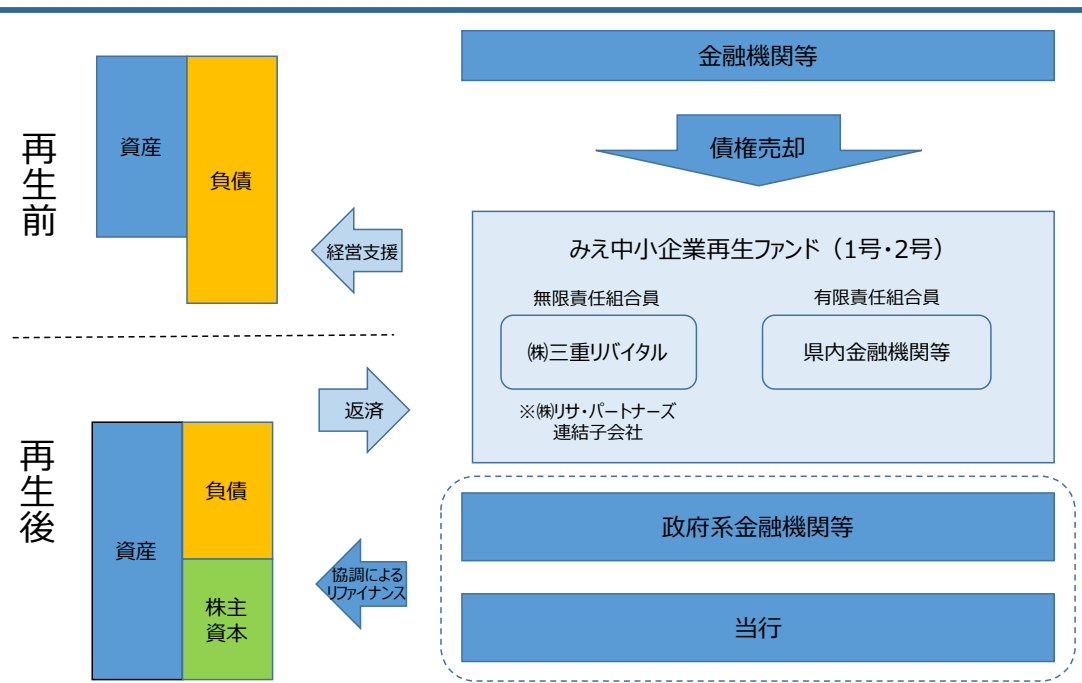 金融機関等
債権売却
再生前
資産
負債
経営支援
みえ中小企業再生ファンド（1号・2号）
無限責任組合員
有限責任組合員
㈱三重リバイタル
県内金融機関等
※㈱リサ・パートナーズ
連結子会社
返済
再生後
資産
負債
株主
資本
協調による
リファイナンス
政府系金融機関等
当行